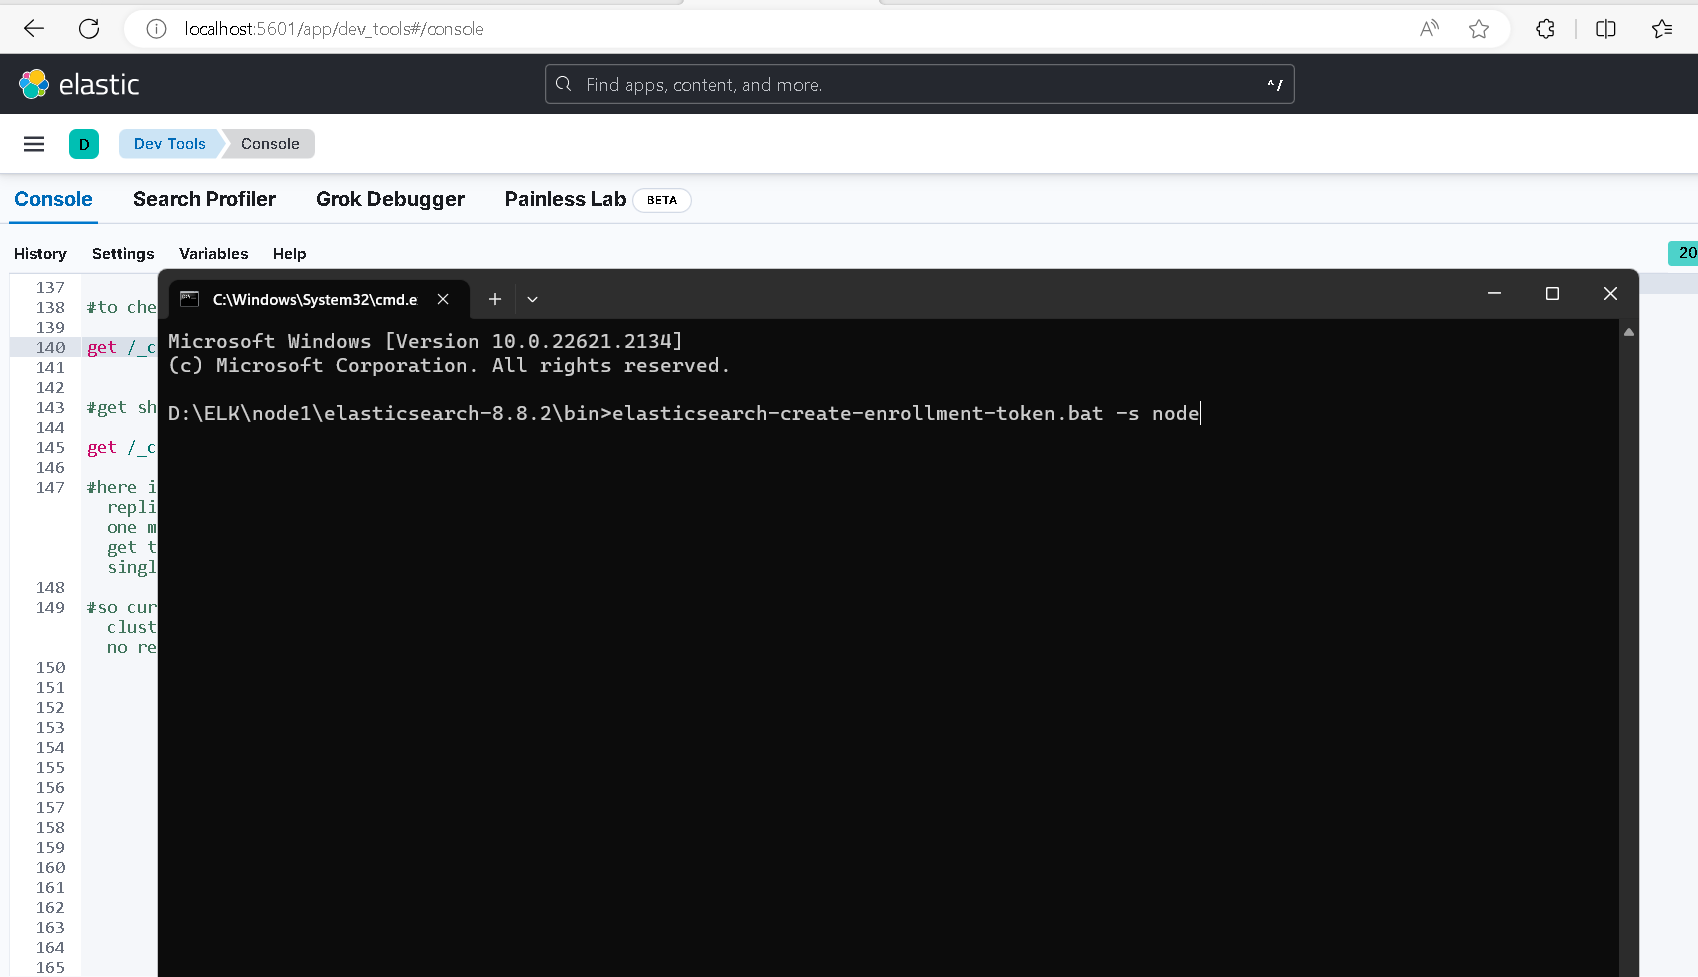 localhost:5601/app/dev_tools#/console
elastic
Find apps, content, and more.
^/
D
Dev Tools
Console
Console
Search Profiler
Grok Debugger
Painless Lab
BETA
History
Settings
Variables
Help
20
137
138 #to che
139
140 get /_c
141
142
143 #get sh
144
145 get /_c
146
147 #here i
repli
one m
get t
singl
148
149 #so cur
clust
no re
150
151
152
153
154
155
156
157
158
159
160
161
162
163
164
165
C:\Windows\System32\cmd.e
Microsoft Windows [Version 10.0.22621.2134]
(c) Microsoft Corporation. All rights reserved.
D:\ELK\node1\elasticsearch-8.8.2\bin>elasticsearch-create-enrollment-token.bat -s node